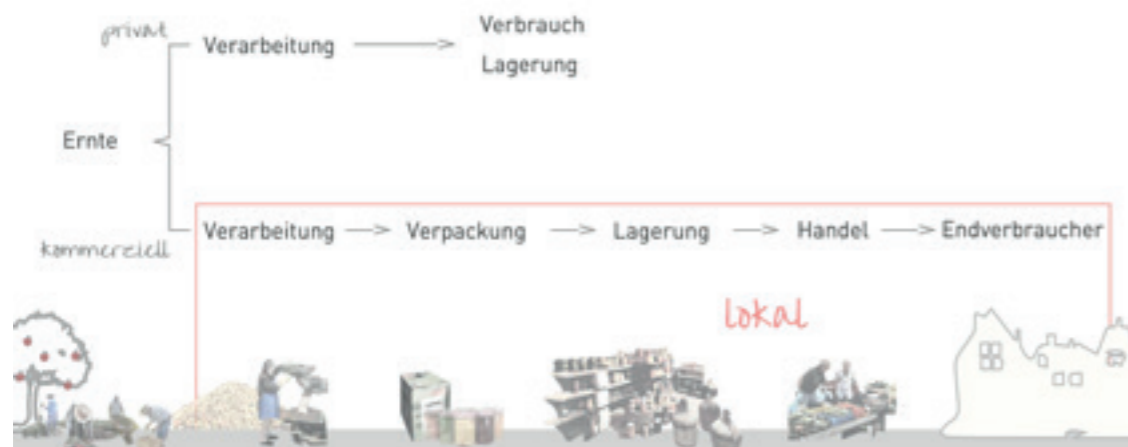 privat
Verarbeitung
Verbrauch
Lagerung
Ernte
kommerziell
Verarbeitung
Verpackung
Lagerung
Handel
Endverbraucher
lokal